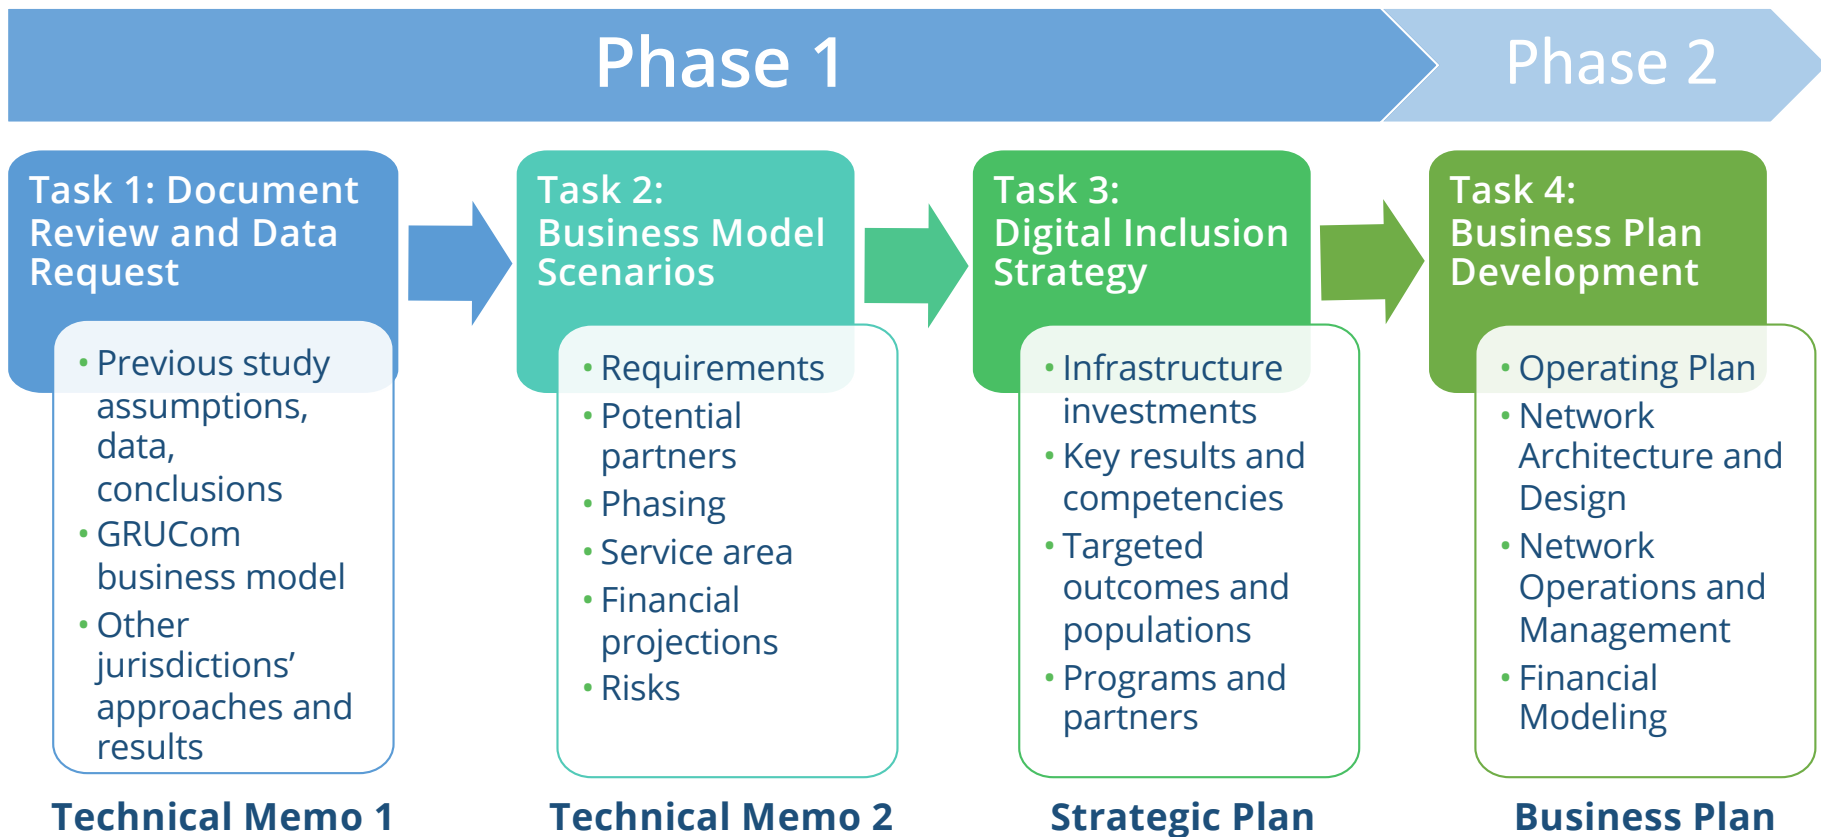 Phase 1
Phase 2
Task 1: Document
Review and Data
Request
• Previous study
assumptions,
data,
conclusions
• GRUCom
business model
• Other
jurisdictions’
approaches and
results
Technical Memo 1
Task 2:
Business Model
Scenarios
• Requirements
• Potential
partners
• Phasing
• Service area
• Financial
projections
• Risks
Technical Memo 2
Task 3:
Digital Inclusion
Strategy
• Infrastructure
investments
• Key results and
competencies
• Targeted
outcomes and
populations
• Programs and
partners
Strategic Plan
Task 4:
Business Plan
Development
• Operating Plan
• Network
Architecture and
Design
• Network
Operations and
Management
• Financial
Modeling
Business Plan